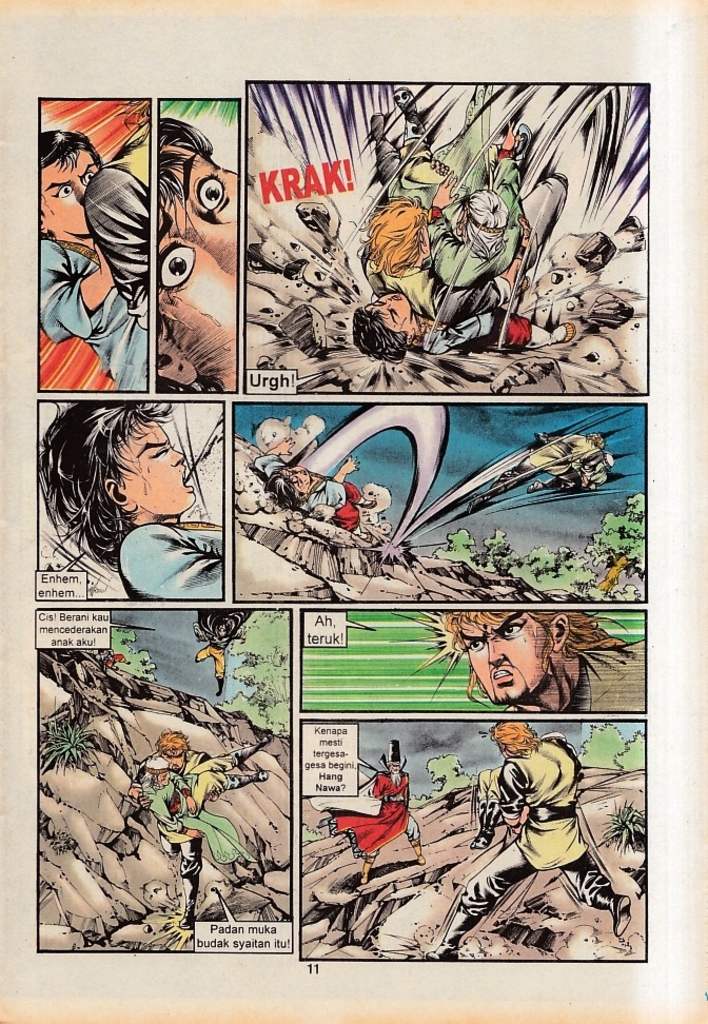 KRAK!
Urgh!
Enhem,
enhem...
Cis! Berani kau
mencederakan
anak aku!
Padan muka
budak syaitan itu!
Ah,
teruk!
Kenapa
mesti
tergesa-
gesa begini,
Hang
Nawa?
11